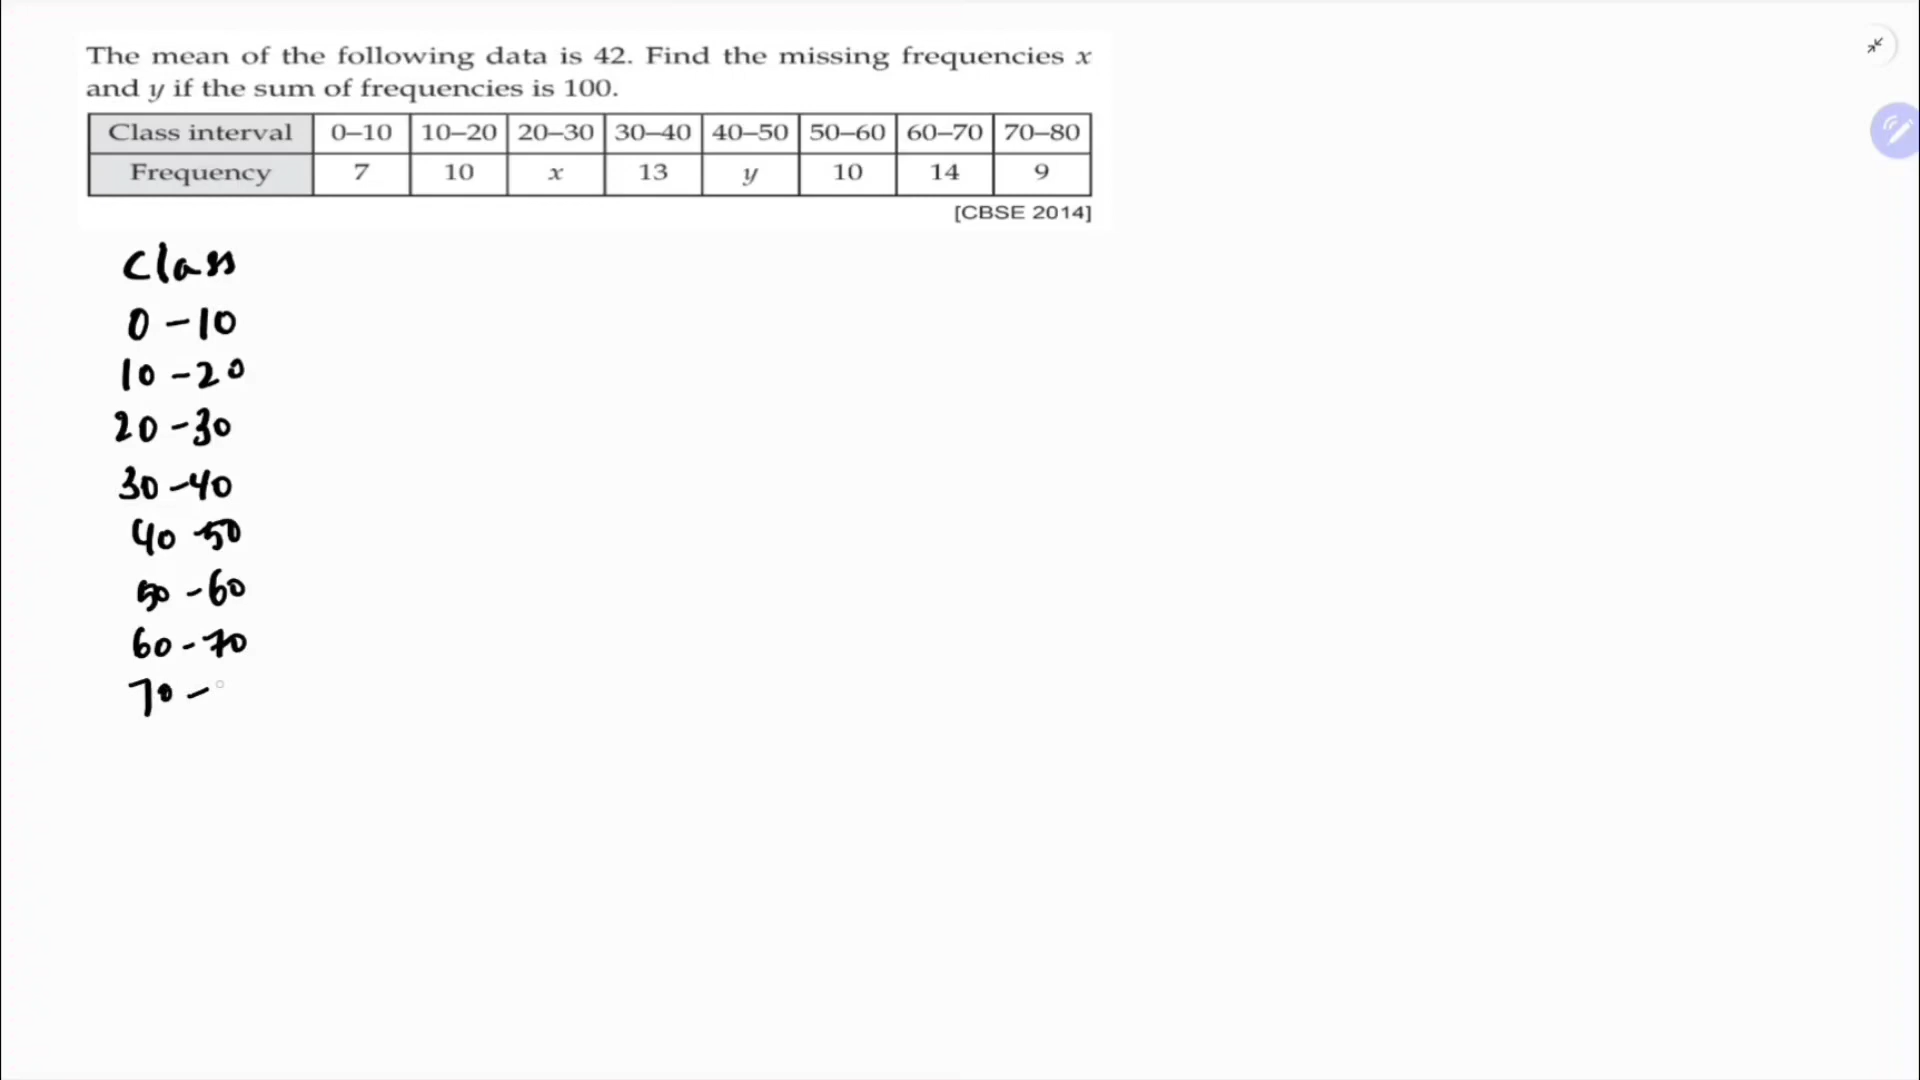 The mean of the following data is 42. Find the missing frequencies x
and y if the sum of frequencies is 100.
Class interval 0–10 10–20 20–30 30–40 40–50 50–60 60–70 70–80
Frequency 7 10 x 13 y 10 14 9
[CBSE 2014]
Class
0 – 10
10 – 20
20 – 30
30 – 40
40 – 50
50 – 60
60 – 70
70 –